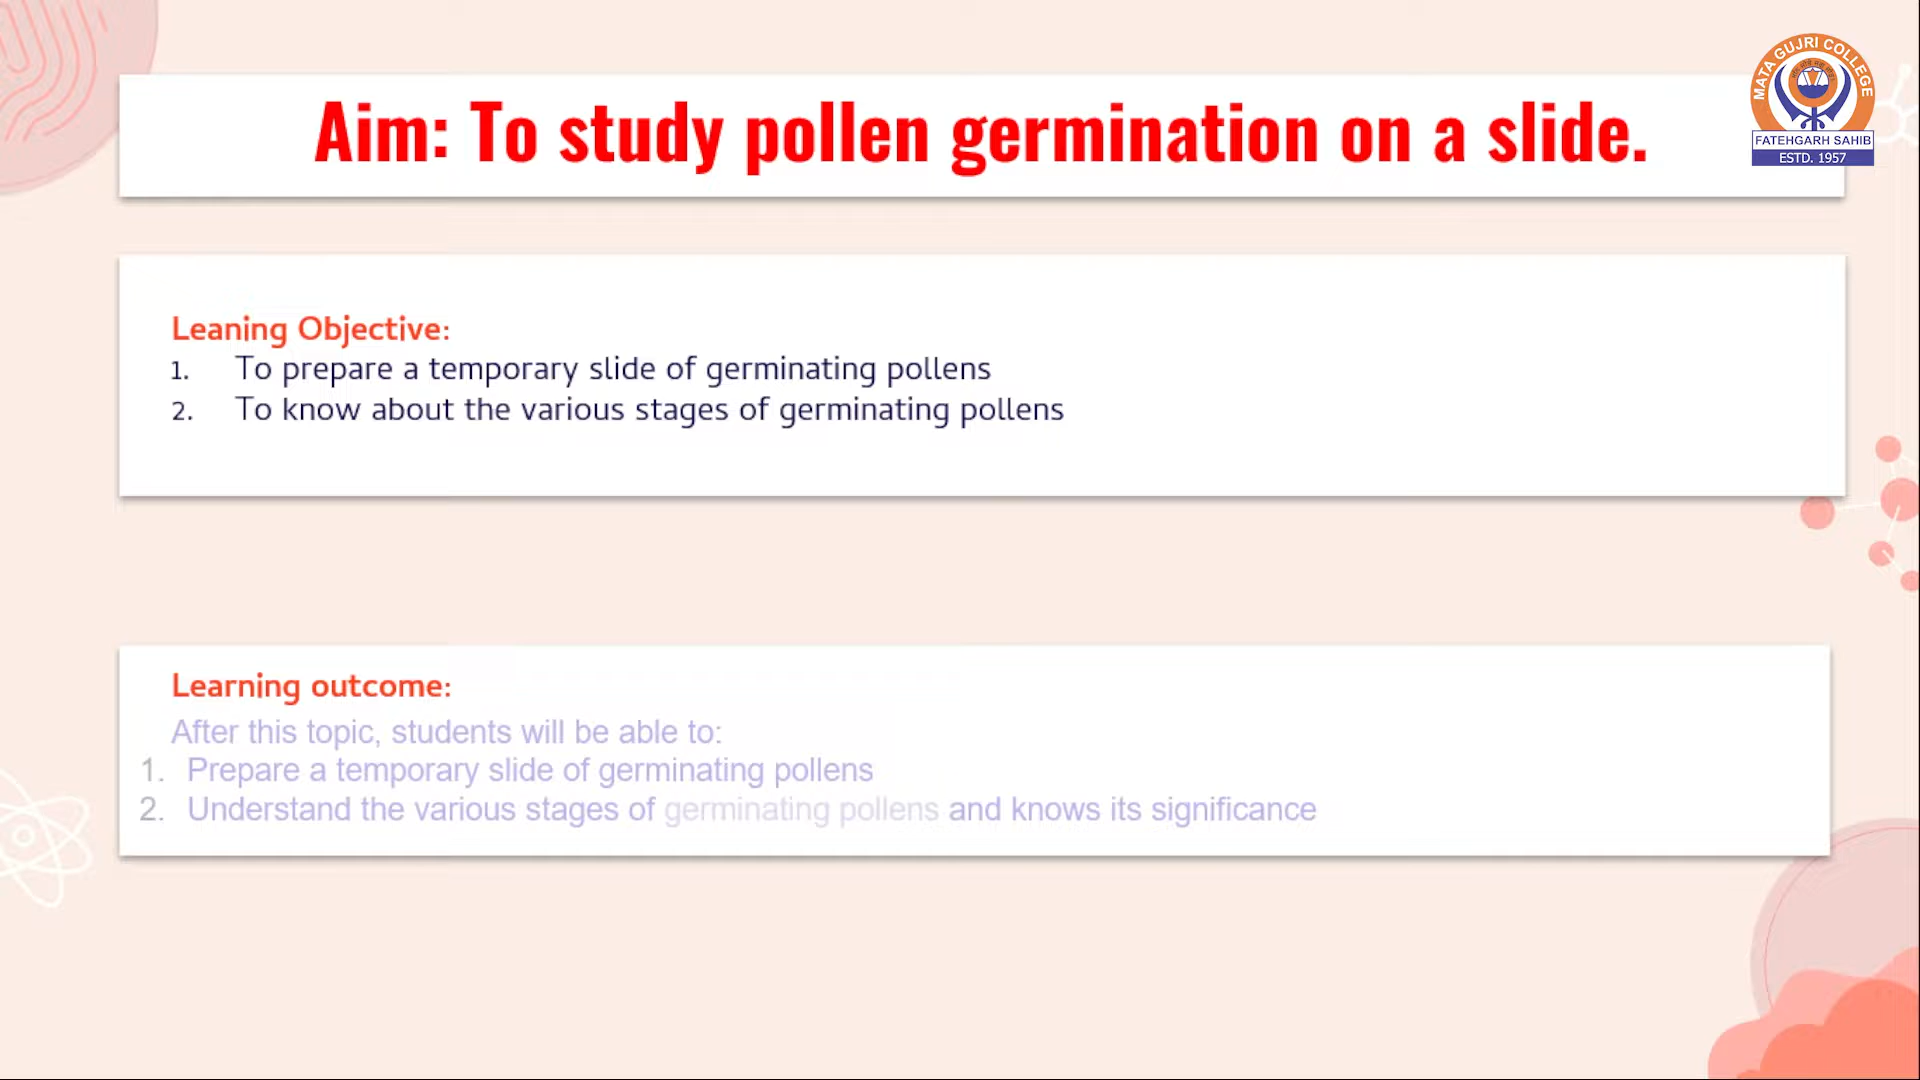 MATA GUJRI COLLEGE
FATEHGARH SAHIB
ESTD. 1957
Aim: To study pollen germination on a slide.
Leaning Objective:
1. To prepare a temporary slide of germinating pollens
2. To know about the various stages of germinating pollens
Learning outcome:
After this topic, students will be able to:
1. Prepare a temporary slide of germinating pollens
2. Understand the various stages of germinating pollens and knows its significance